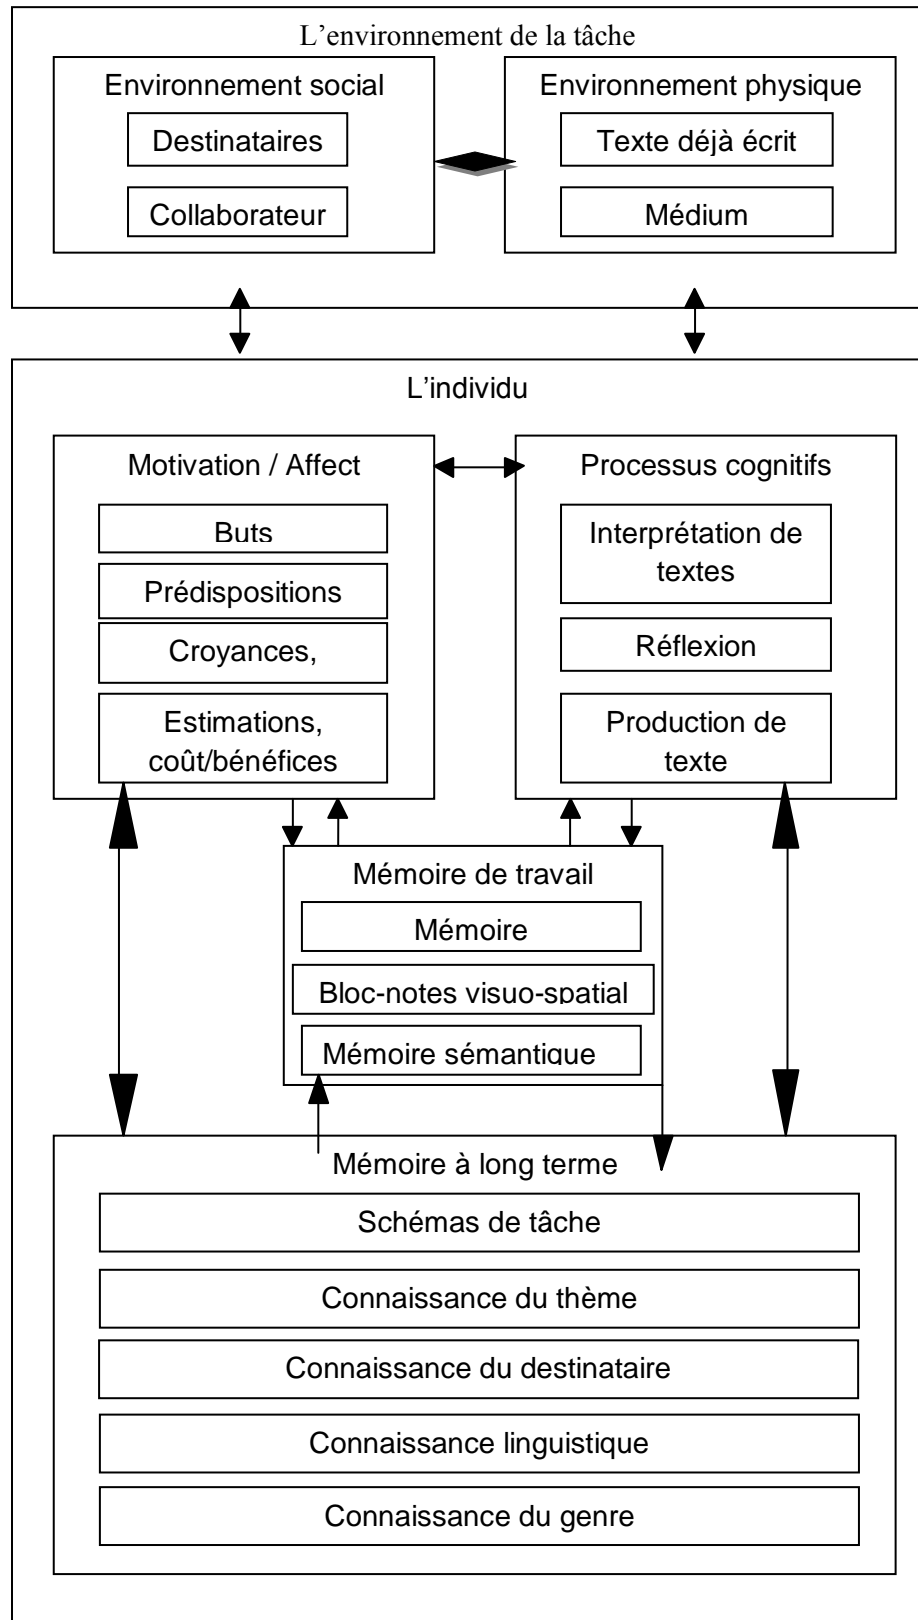 L'environnement de la tâche
Environnement social
Destinataires
Collaborateur
Environnement physique
Texte déjà écrit
Médium
L'individu
Motivation / Affect
Buts
Prédispositions
Croyances,
Estimations,
coût/bénéfices
Processus cognitifs
Interprétation de
textes
Réflexion
Production de
texte
Mémoire de travail
Mémoire
Bloc-notes visuo-spatial
Mémoire sémantique
Mémoire à long terme
Schémas de tâche
Connaissance du thème
Connaissance du destinataire
Connaissance linguistique
Connaissance du genre